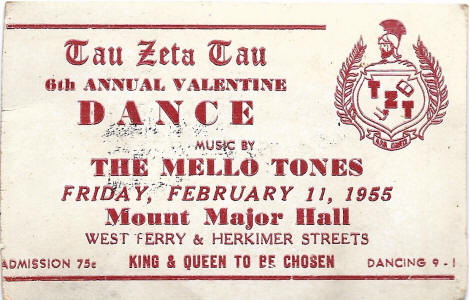 Tau Zeta Tau
6th ANNUAL VALENTINE
DANCE
MUSIC BY
THE MELLO TONES
FRIDAY, FEBRUARY 11, 1955
Mount Major Hall
WEST FERRY & HERKIMER STREETS
ADMISSION 75c KING & QUEEN TO BE CHOSEN DANCING 9 - 1
TZT